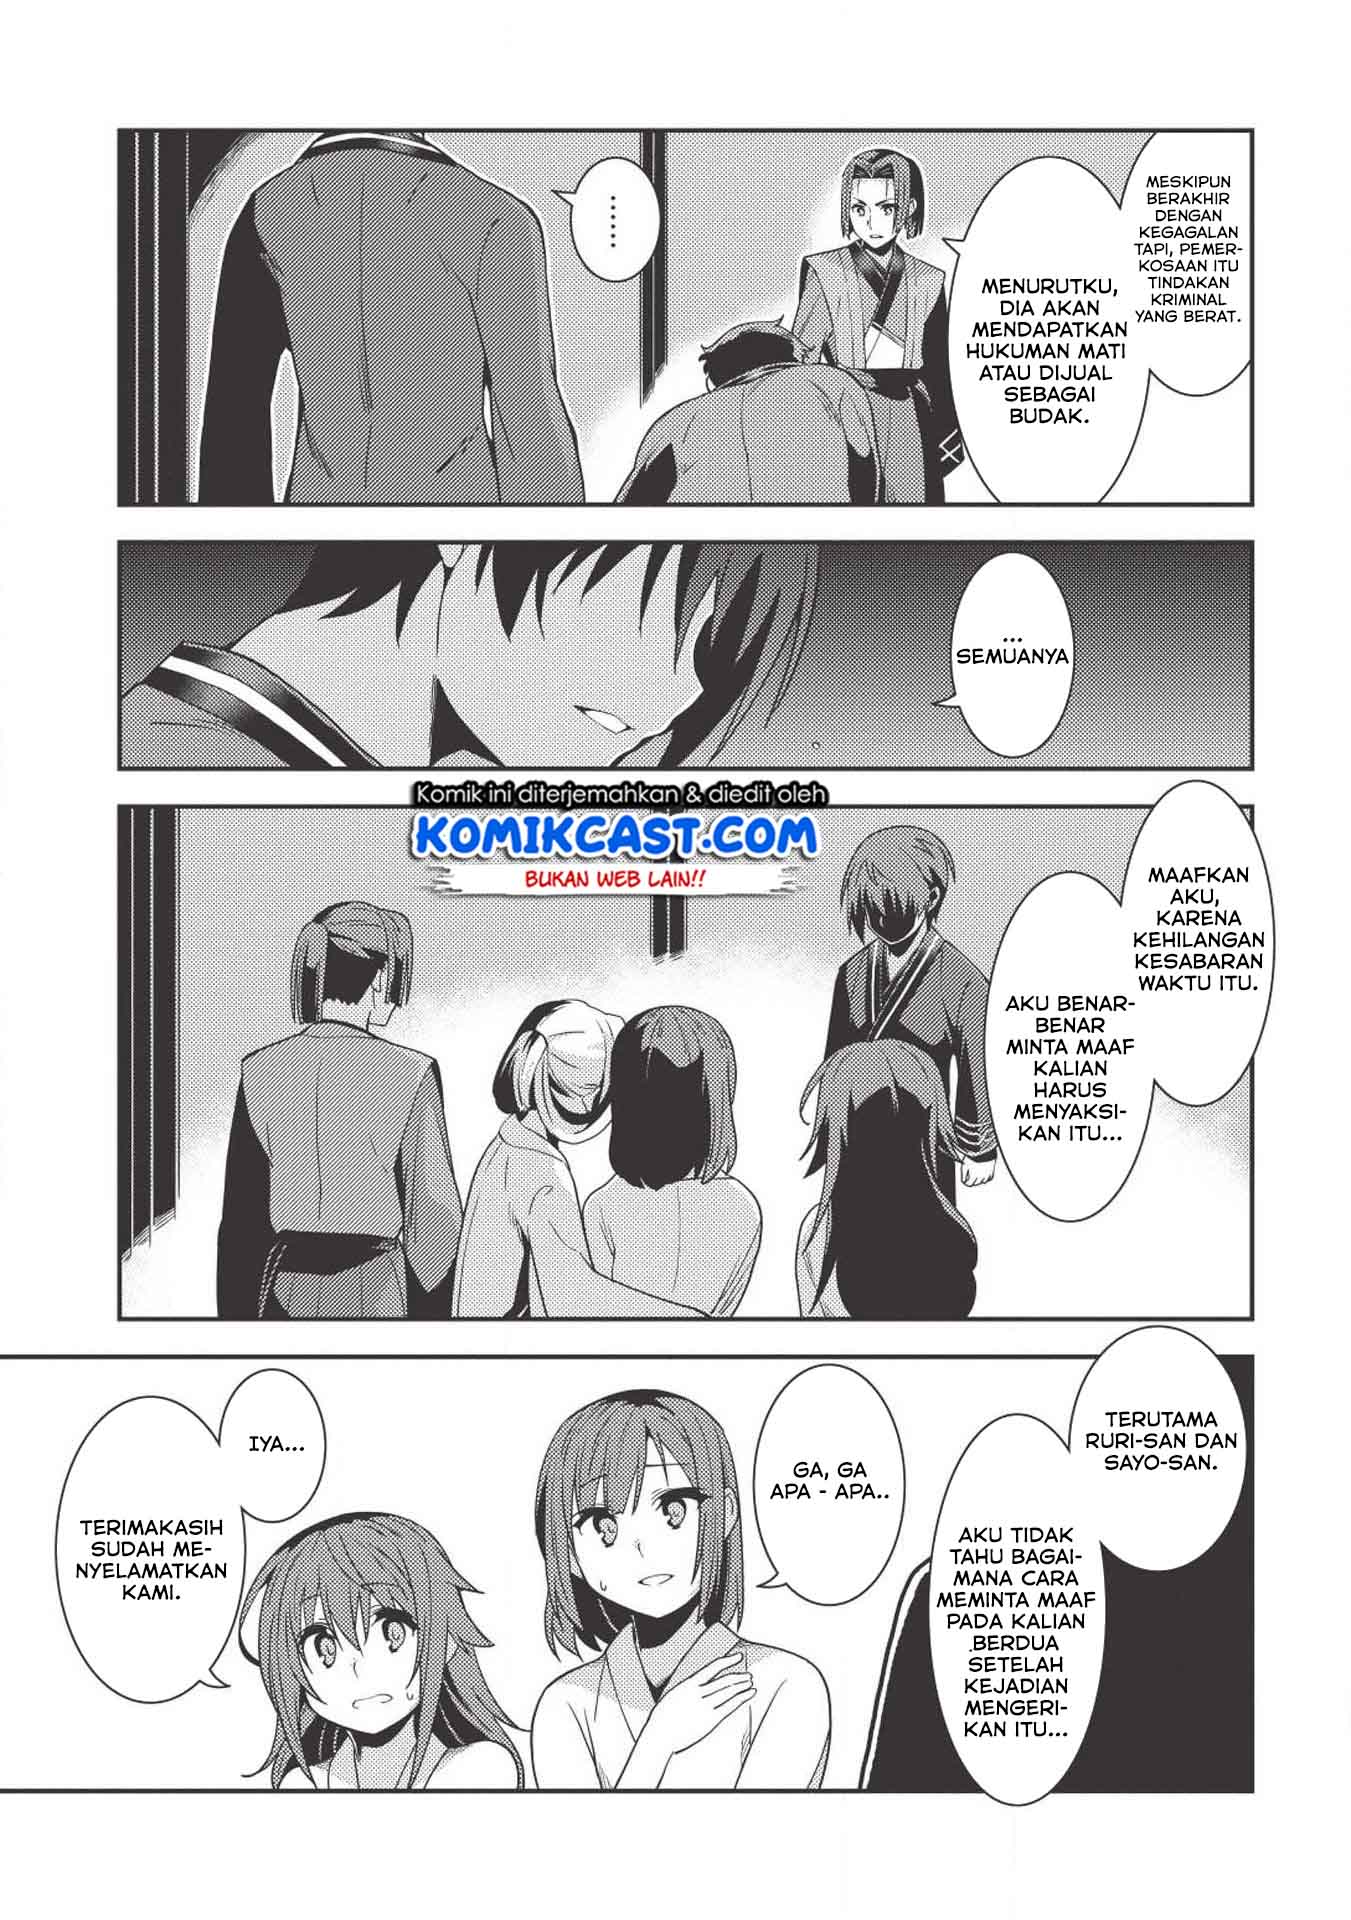 MESKIPUN
BERAKHIR
DENGAN
KEGAGALAN
TAPI, PEMER-
KOSAAN ITU
TINDAKAN
KRIMINAL
YANG BERAT.
MENURUTKU,
DIA AKAN
MENDAPATKAN
HUKUMAN MATI
ATAU DIJUAL
SEBAGAI
BUDAK.
......
...
SEMUANYA
Komik ini diterjemahkan & diedit oleh
KOMIKCAST.COM
BUKAN WEB LAIN!!
MAAFKAN
AKU,
KARENA
KEHILANGAN
KESABARAN
WAKTU ITU.
AKU BENAR-
BENAR
MINTA MAAF
KALIAN
HARUS
MENYAKSI-
KAN ITU...
TERUTAMA
RURI-SAN DAN
SAYO-SAN.
AKU TIDAK
TAHU BAGAI-
MANA CARA
MEMINTA MAAF
PADA KALIAN
BERDUA
SETELAH
KEJADIAN
MENGERI-
KAN ITU...
GA, GA
APA - APA..
IYA...
TERIMAKASIH
SUDAH ME-
NYELAMATKAN
KAMI.